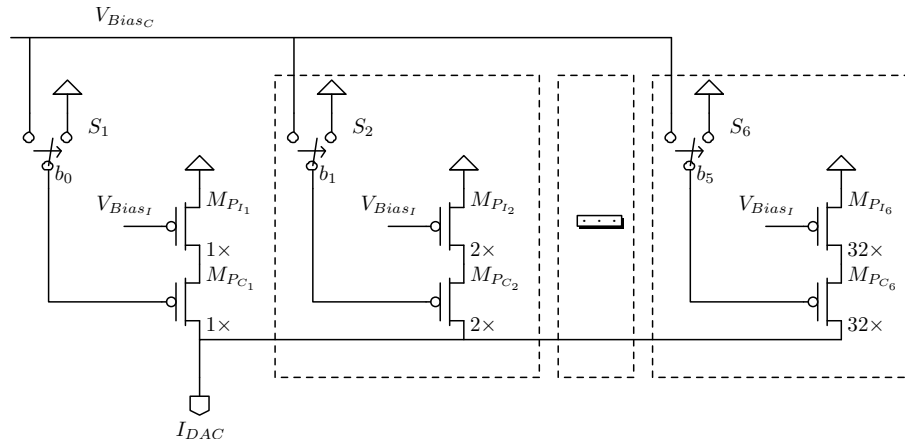 V_{Bias_C}
S_1
S_2
S_6
b_0
b_1
b_5
V_{Bias_I}
M_{P_{I_1}}
V_{Bias_I}
M_{P_{I_2}}
V_{Bias_I}
M_{P_{I_6}}
1×
2×
32×
M_{P_{C_1}}
M_{P_{C_2}}
M_{P_{C_6}}
1×
2×
32×
I_{DAC}